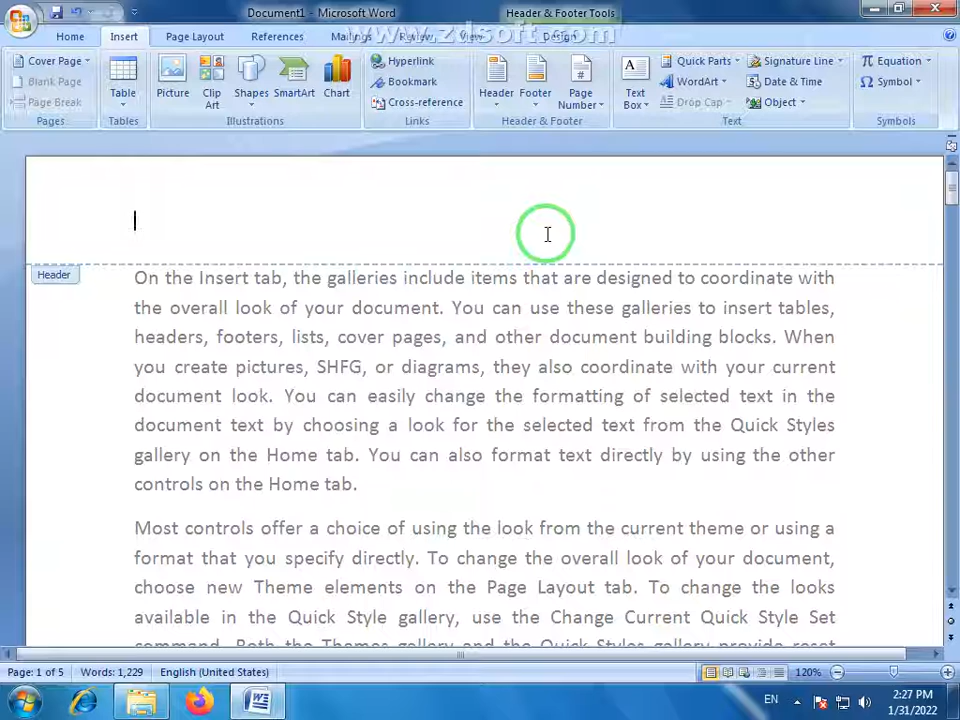 Document1 - Microsoft Word
Header & Footer Tools
www.zdsoft.com
Home Insert Page Layout References Mailings Review View Design
Cover Page
Blank Page
Page Break
Pages
Table
Tables
Picture
Clip Art
Shapes
SmartArt
Chart
Illustrations
Hyperlink
Bookmark
Cross-reference
Links
Header
Footer
Page Number
Header & Footer
Text Box
Quick Parts
WordArt
Drop Cap
Signature Line
Date & Time
Object
Text
Equation
Symbol
Symbols
Header
On the Insert tab, the galleries include items that are designed to coordinate with
the overall look of your document. You can use these galleries to insert tables,
headers, footers, lists, cover pages, and other document building blocks. When
you create pictures, SHFG, or diagrams, they also coordinate with your current
document look. You can easily change the formatting of selected text in the
document text by choosing a look for the selected text from the Quick Styles
gallery on the Home tab. You can also format text directly by using the other
controls on the Home tab.
Most controls offer a choice of using the look from the current theme or using a
format that you specify directly. To change the overall look of your document,
choose new Theme elements on the Page Layout tab. To change the looks
available in the Quick Style gallery, use the Change Current Quick Style Set
command. Both the Themes gallery and the Quick Styles gallery provide reset
Page: 1 of 5 Words: 1,229 English (United States) 120%
EN 2:27 PM
1/31/2022